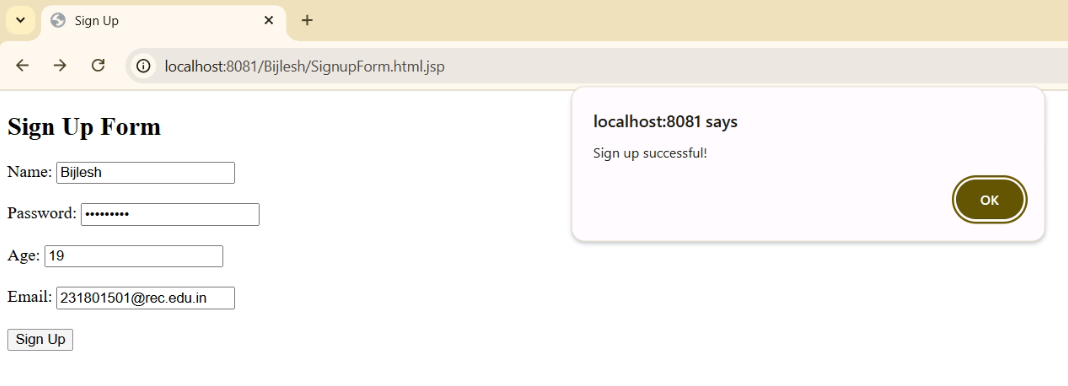 Sign Up
localhost:8081/Bijlesh/SignupForm.html.jsp
localhost:8081 says
Sign up successful!
OK
Sign Up Form
Name: Bijlesh
Password: •••••••••
Age: 19
Email: 231801501@rec.edu.in
Sign Up